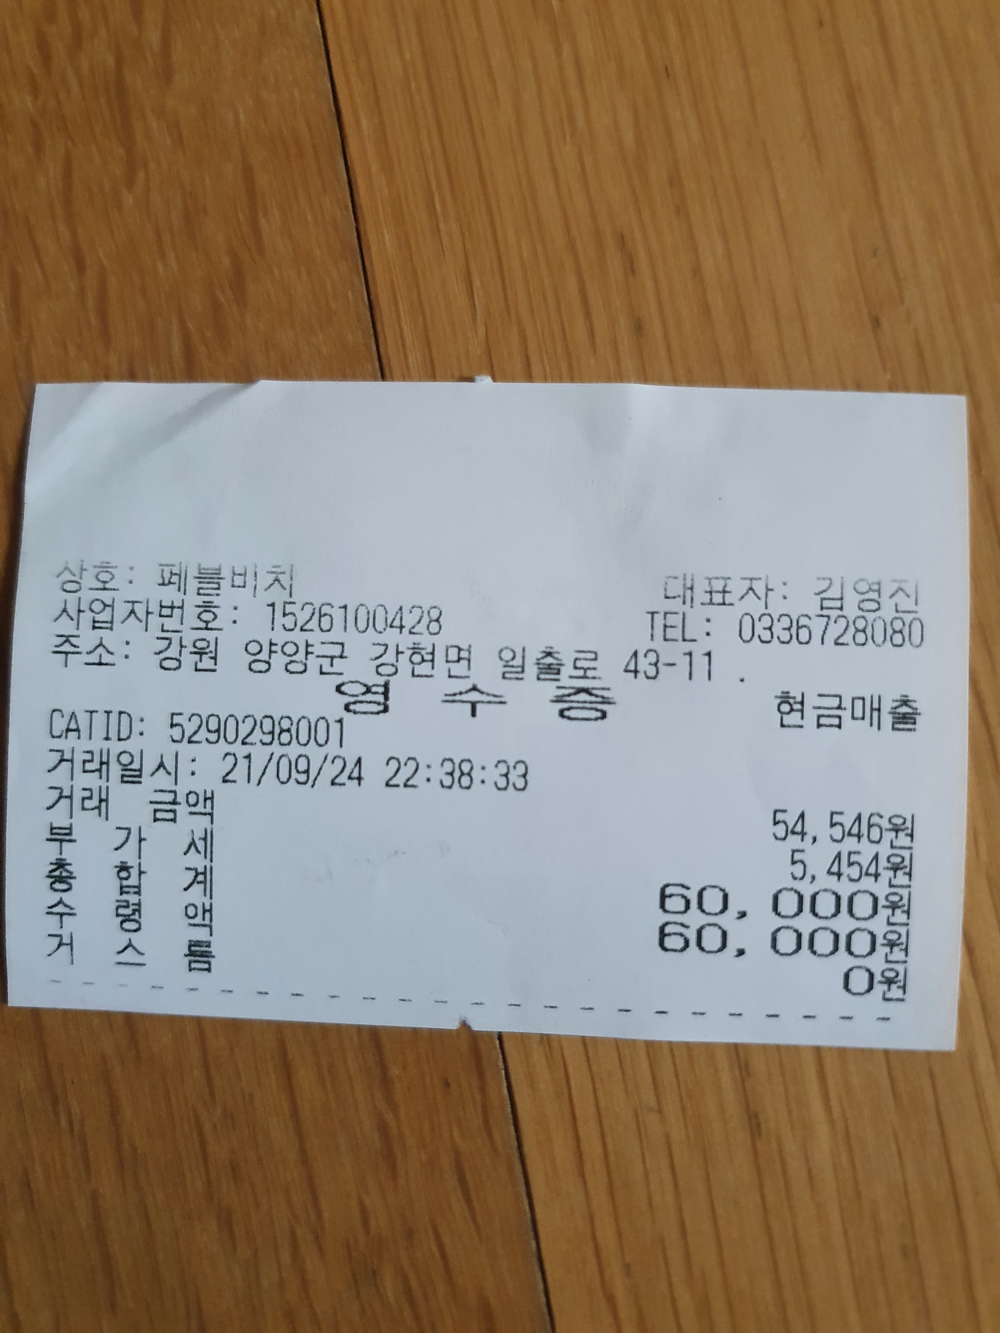 상호: 페블비치 대표자: 김영진
사업자번호: 1526100428 TEL: 0336728080
주소: 강원 양양군 강현면 일출로 43-11 .
영 수 증 현금매출
CATID: 5290298001
거래일시: 21/09/24 22:38:33
거래 금액 54,546원
부 가 세 5,454원
총 합 계 60,000원
수 령 액 60,000원
거 스 름 0원